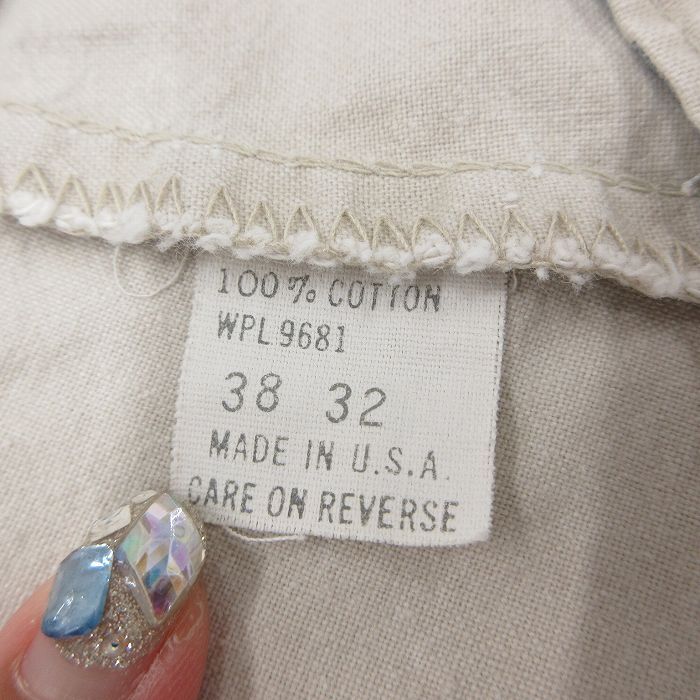 100% COTTON
WPL 9681
38 32
MADE IN U.S.A.
CARE ON REVERSE